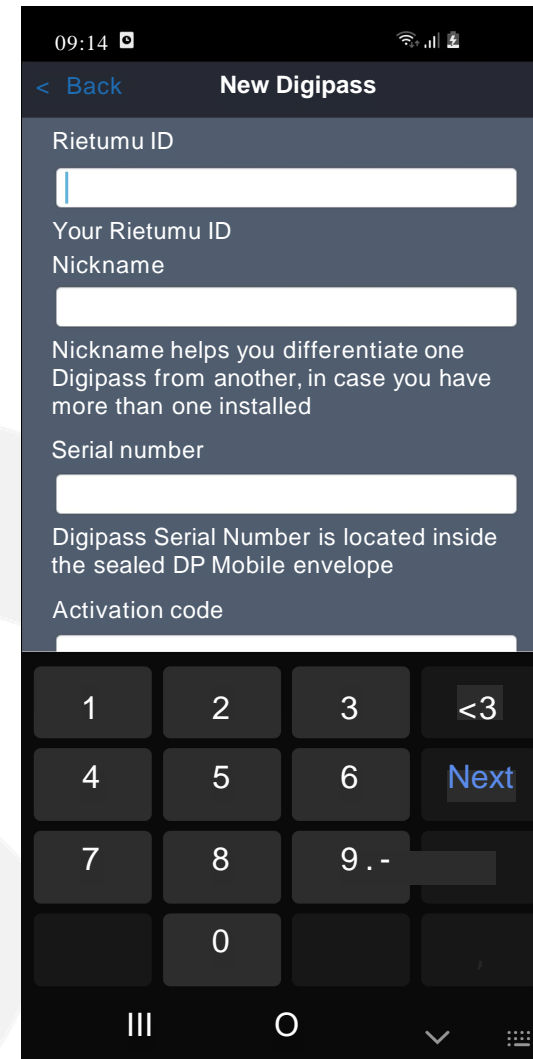 09:14
< Back New Digipass
Rietumu ID
Your Rietumu ID
Nickname
Nickname helps you differentiate one
Digipass from another, in case you have
more than one installed
Serial number
Digipass Serial Number is located inside
the sealed DP Mobile envelope
Activation code
1 2 3 <3
4 5 6 Next
7 8 9 . -
0 ,
III O